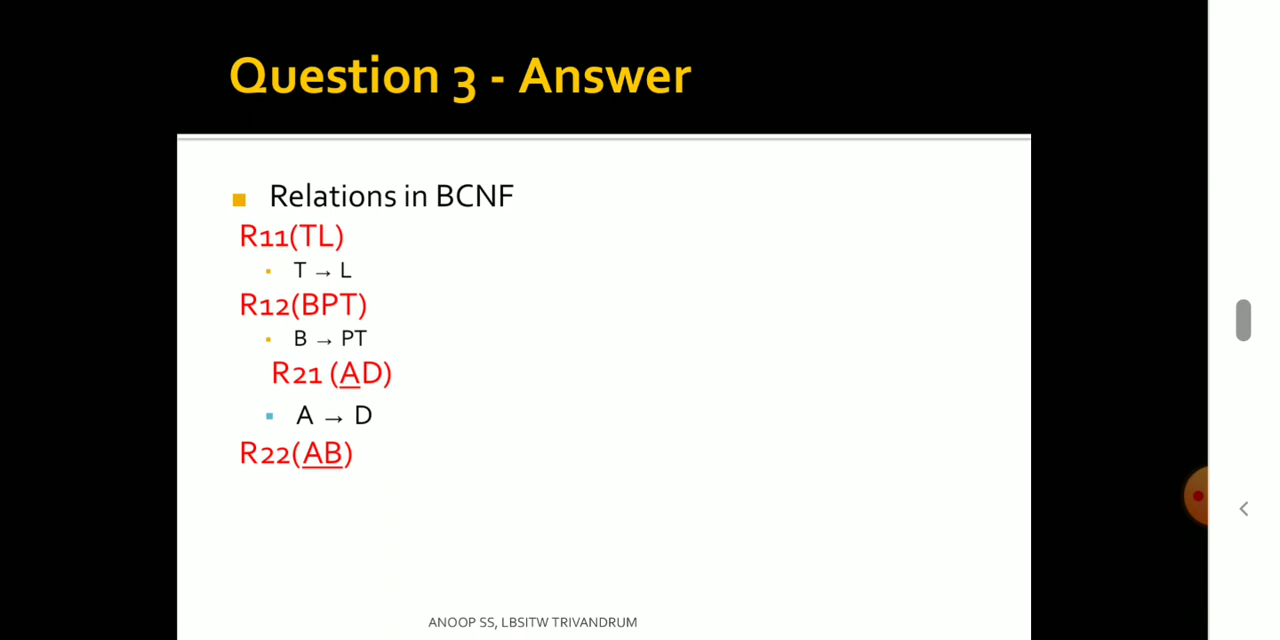 Question 3 - Answer
Relations in BCNF
R11(TL)
T → L
R12(BPT)
B → PT
R21 (AD)
A → D
R22(AB)
ANOOP SS, LBSITW TRIVANDRUM